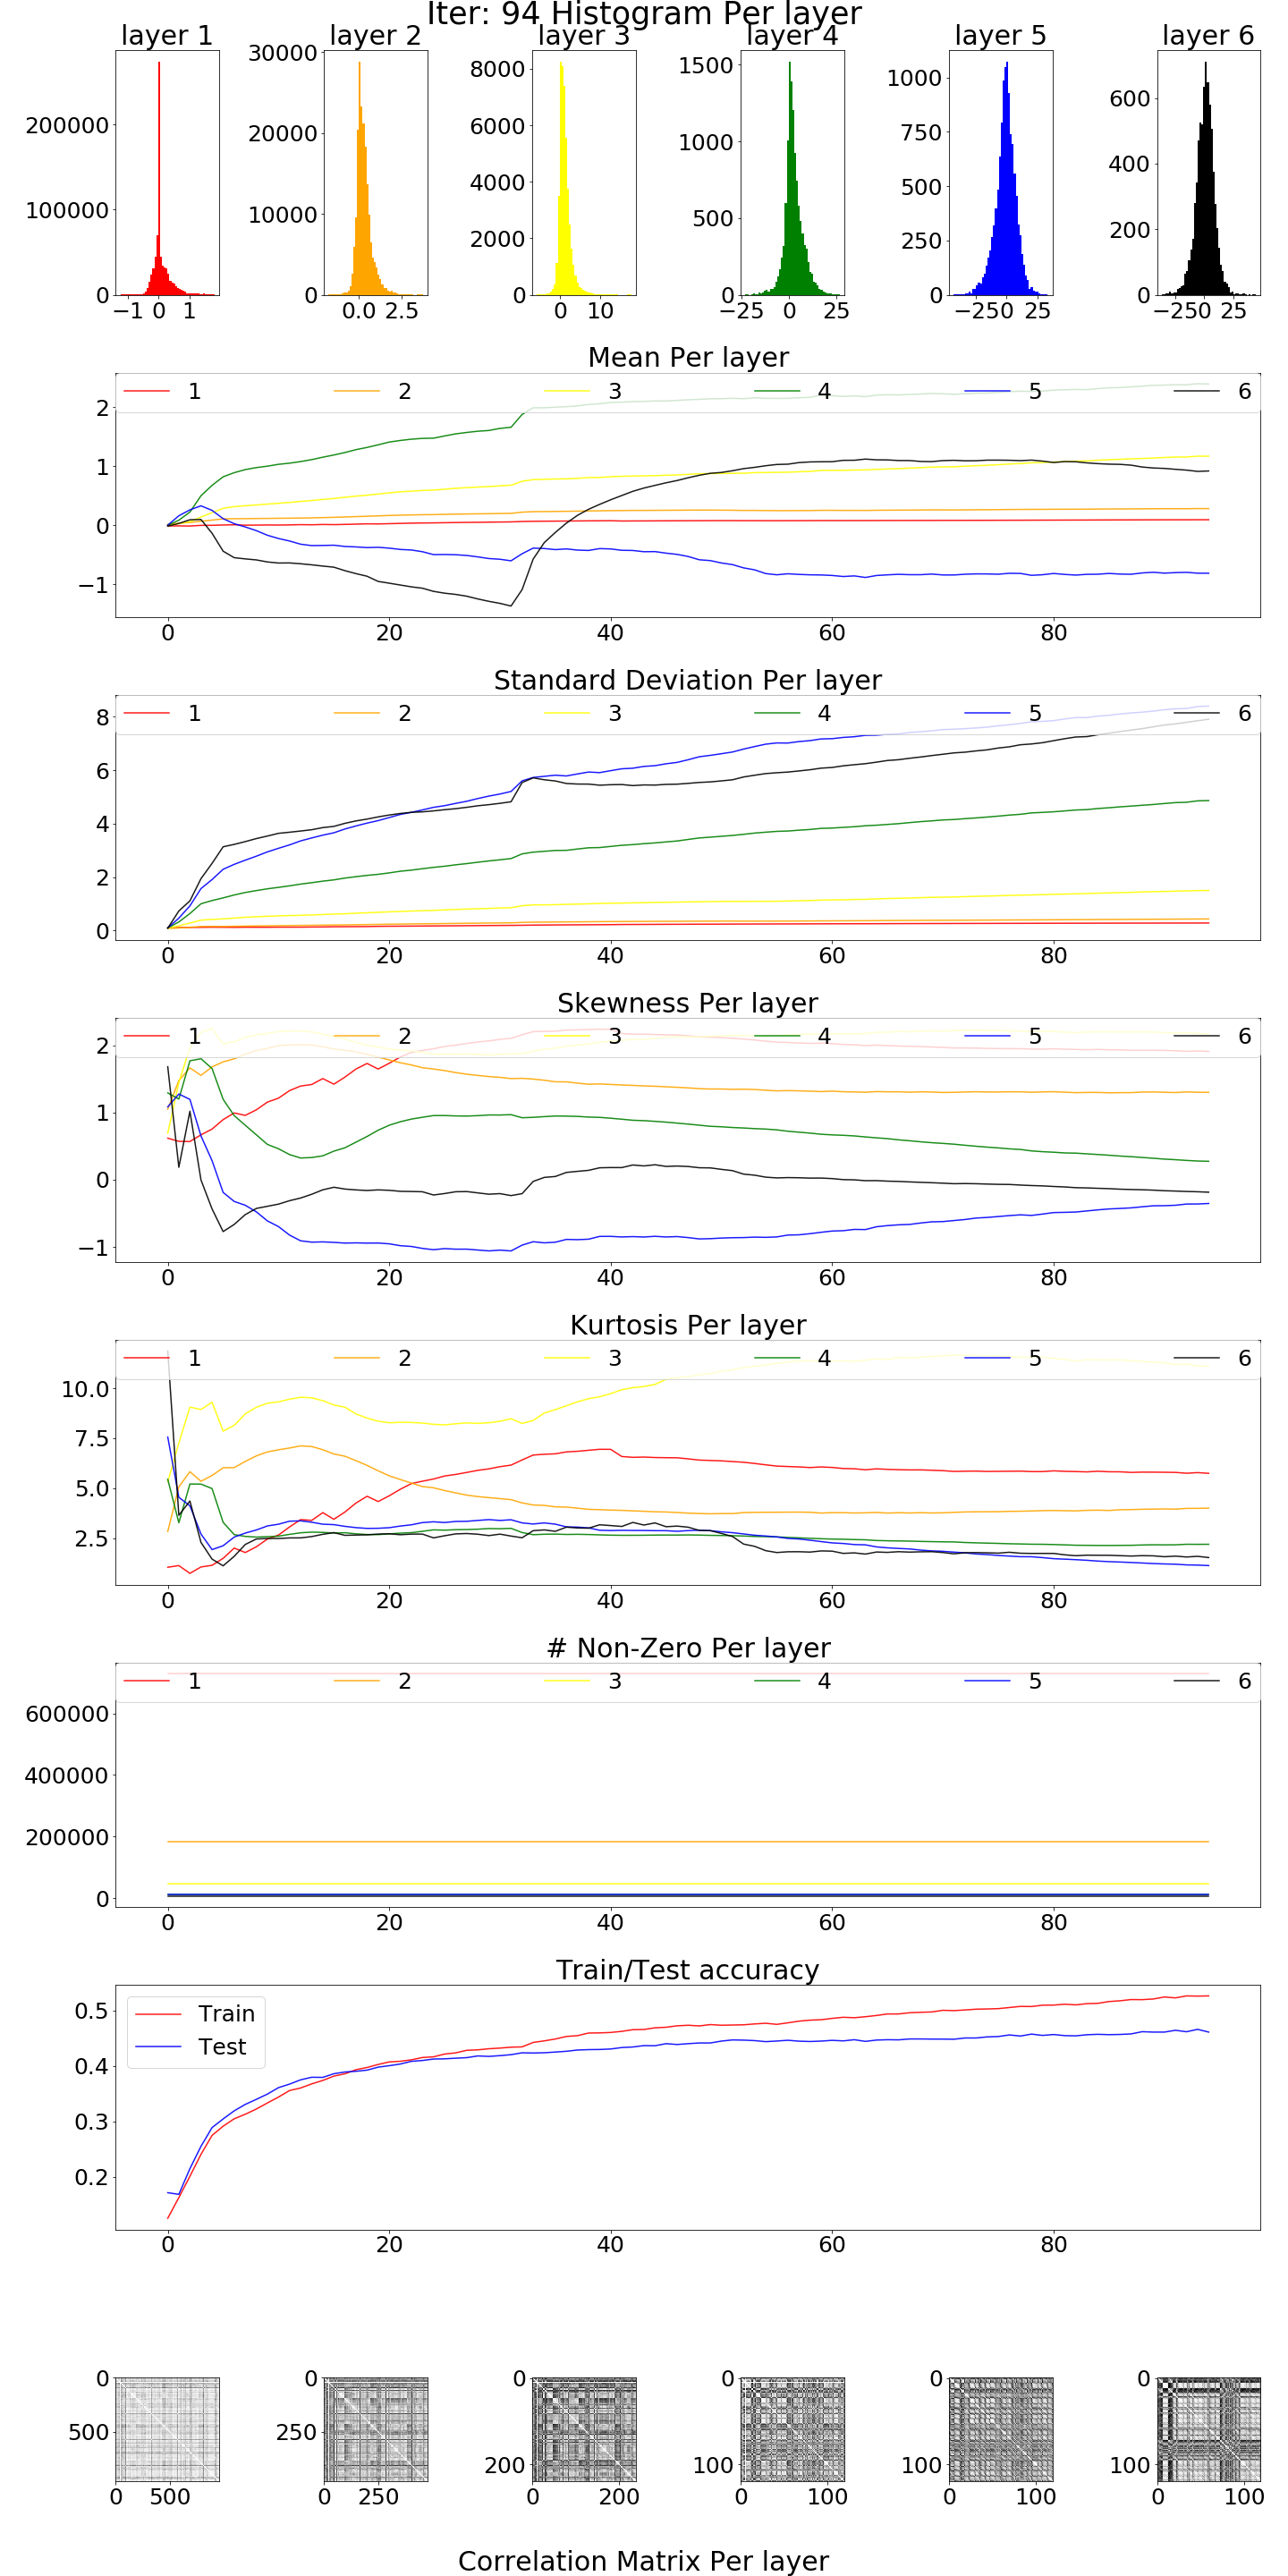 Iter: 94 Histogram Per layer
layer 1 layer 2 layer 3 layer 4 layer 5 layer 6
200000 100000 0
−1 0 1
30000 20000 10000 0
0.0 2.5
8000 6000 4000 2000 0
0 10
1500 1000 500 0
−25 0 25
1000 750 500 250 0
−25 0 25
600 400 200 0
−25 0 25
Mean Per layer
1 2 3 4 5 6
2
1
0
−1
0 20 40 60 80
Standard Deviation Per layer
1 2 3 4 5 6
8
6
4
2
0
0 20 40 60 80
Skewness Per layer
1 2 3 4 5 6
2
1
0
−1
0 20 40 60 80
Kurtosis Per layer
1 2 3 4 5 6
10.0
7.5
5.0
2.5
0 20 40 60 80
# Non-Zero Per layer
1 2 3 4 5 6
600000
400000
200000
0
0 20 40 60 80
Train/Test accuracy
Train
Test
0.5
0.4
0.3
0.2
0 20 40 60 80
0 500
0 500
0 250
0 250
0 200
0 200
0 100
0 100
0 100
0 100
0 100
0 100
Correlation Matrix Per layer